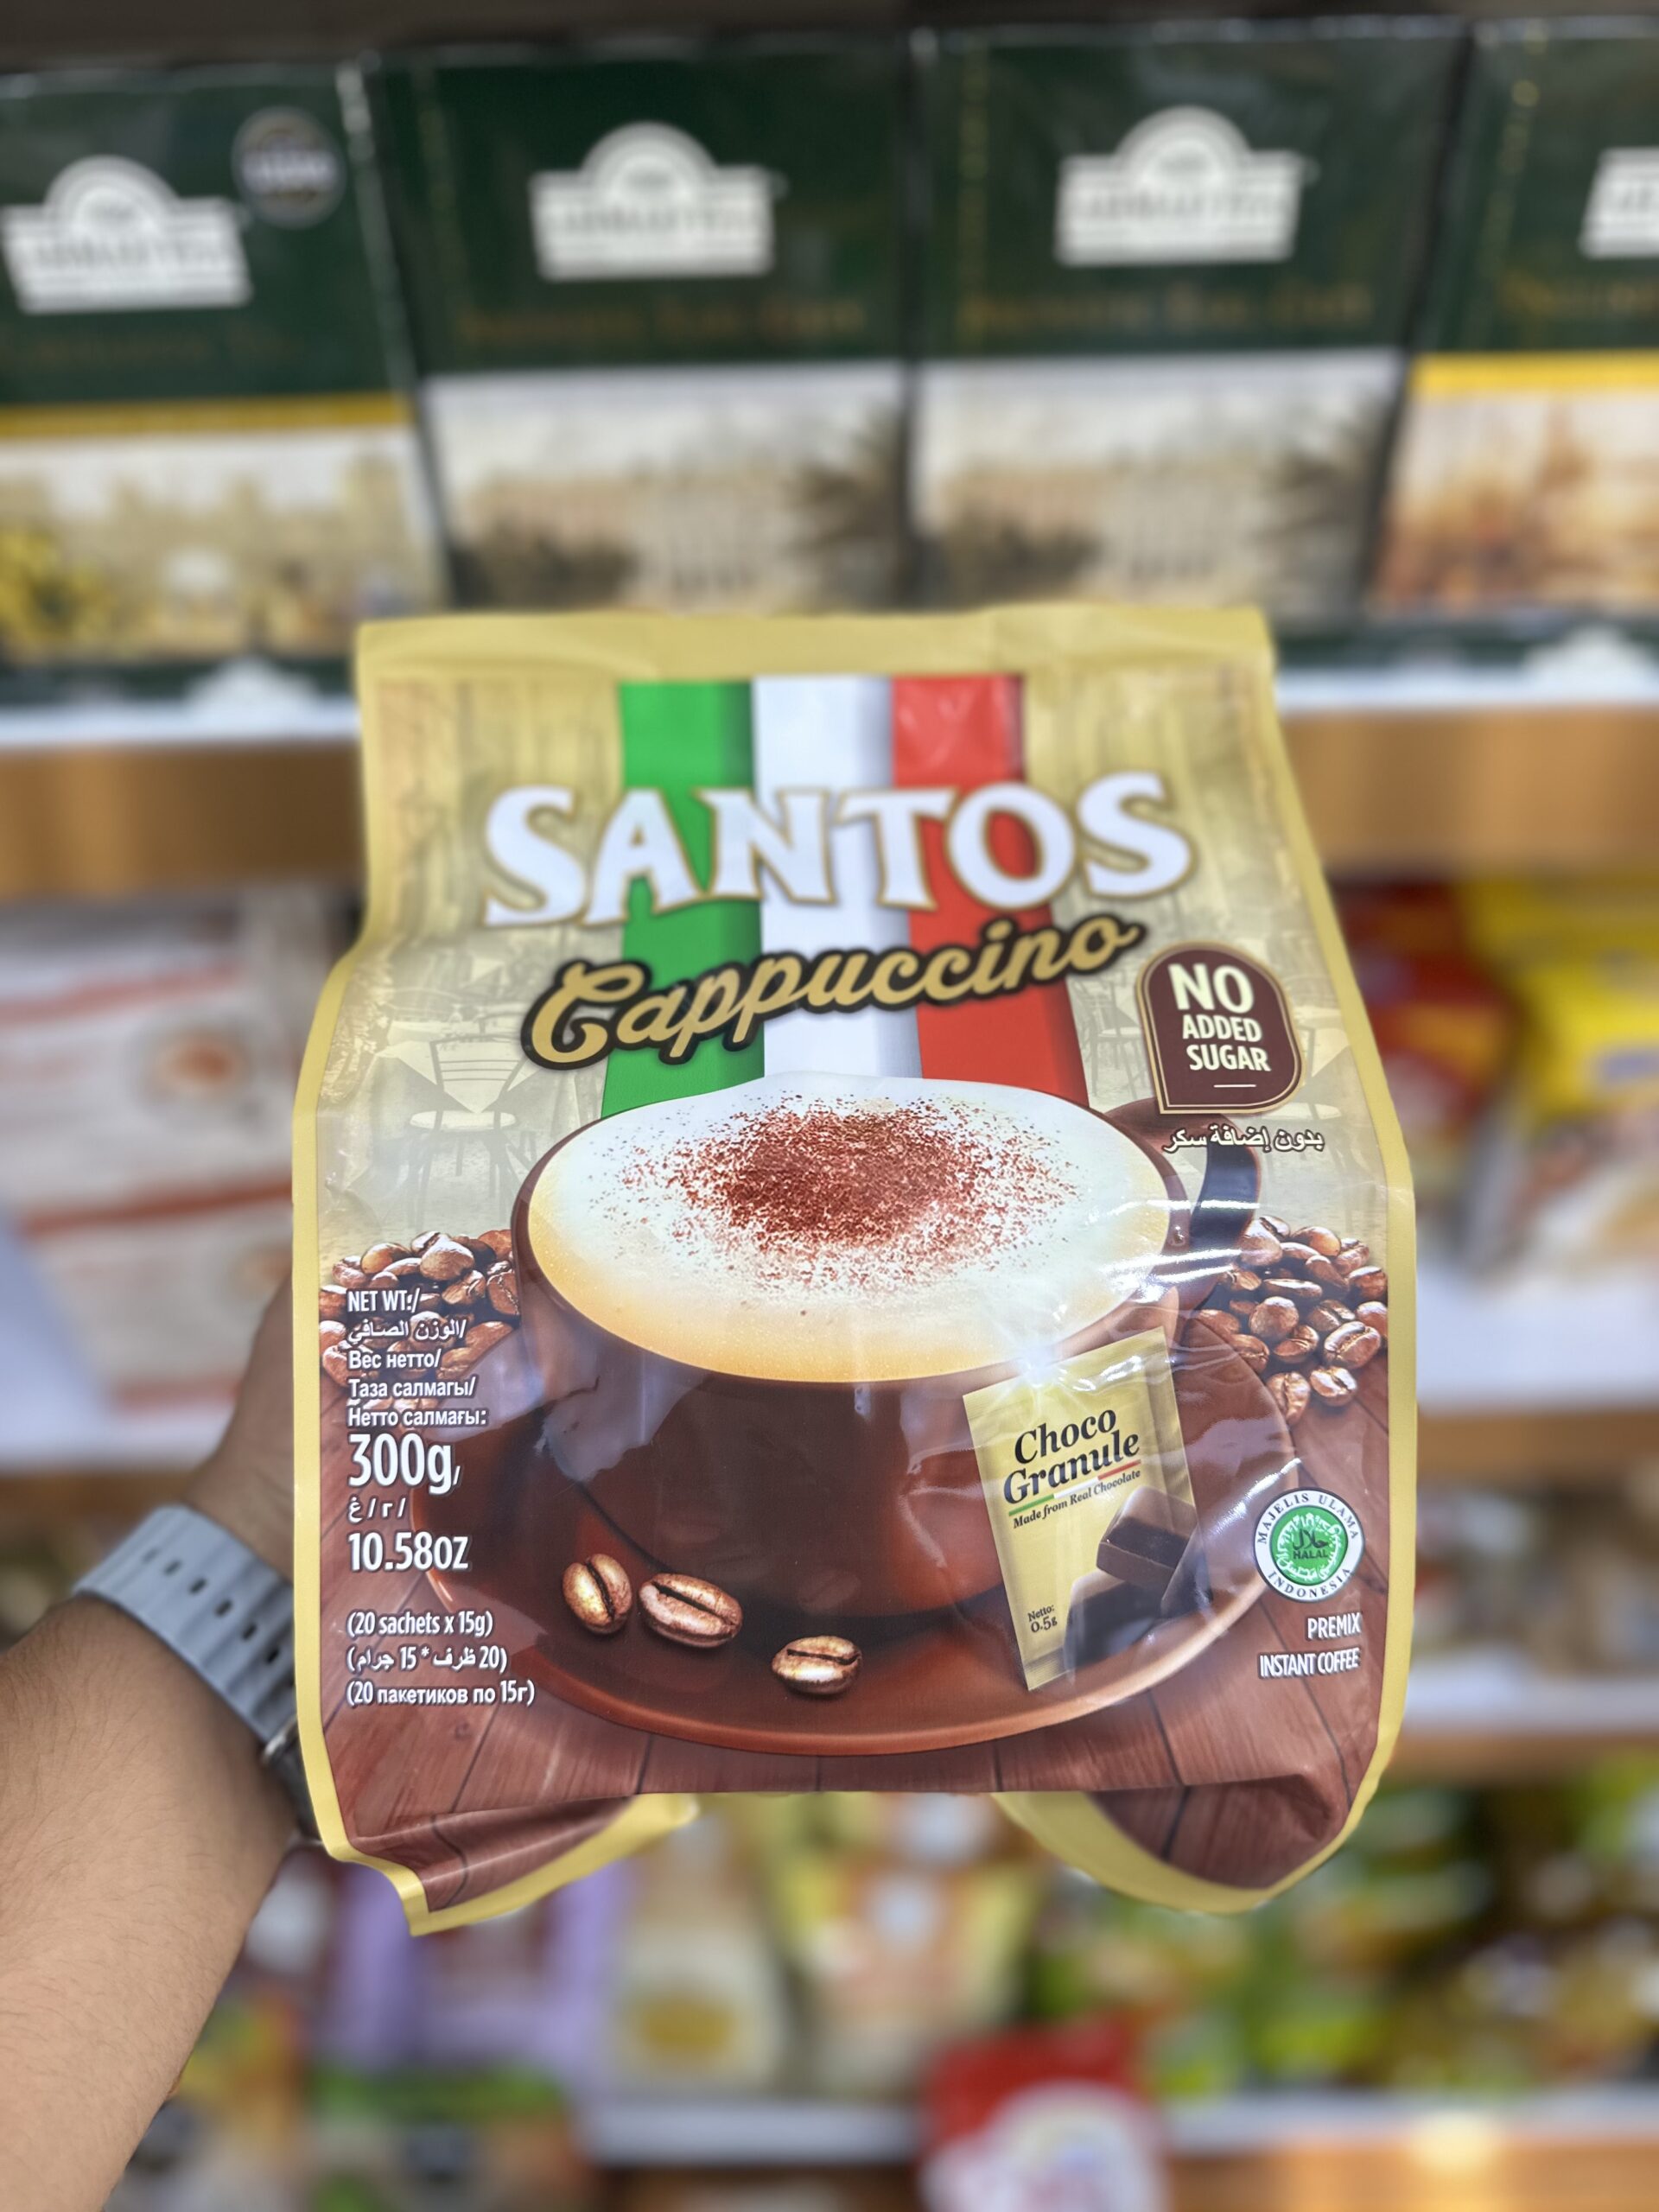 SANTOS
Cappuccino
NO
ADDED
SUGAR
بدون إضافة سكر
NET WT:/
الوزن الصافي/
Вес нетто/
Таза салмагы/
Нетто салмағы:
300g/
غ / г /
10.58oz
(20 sachets x 15g)
(20 ظرف * 15 جرام)
(20 пакетиков по 15г)
Choco
Granule
Made from Real Chocolate
Netto:
0.5g
MAJELIS ULAMA
حلال
HALAL
INDONESIA
PREMIX
INSTANT COFFEE